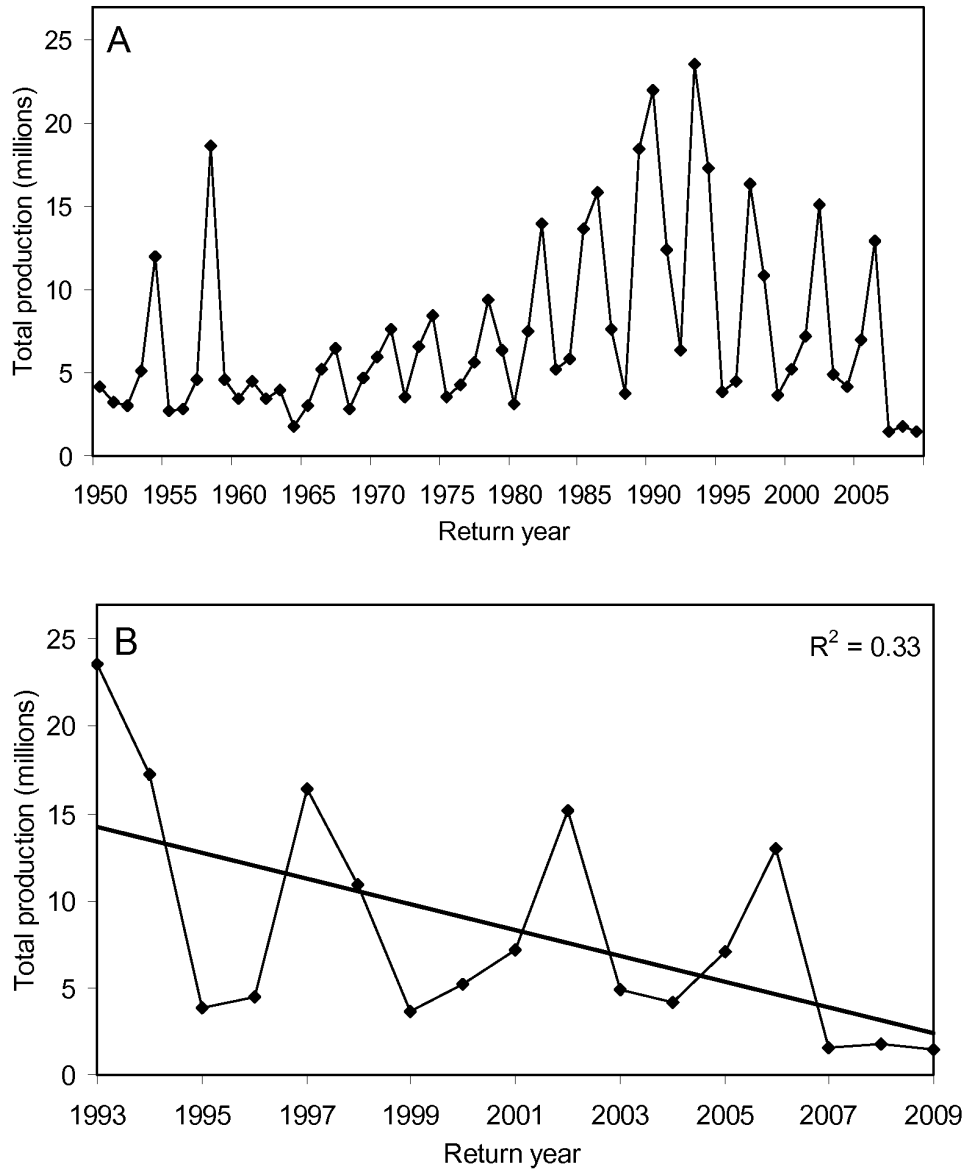 A
Total production (millions)
25
20
15
10
5
0
1950 1955 1960 1965 1970 1975 1980 1985 1990 1995 2000 2005
Return year
B
R² = 0.33
Total production (millions)
25
20
15
10
5
0
1993 1995 1997 1999 2001 2003 2005 2007 2009
Return year